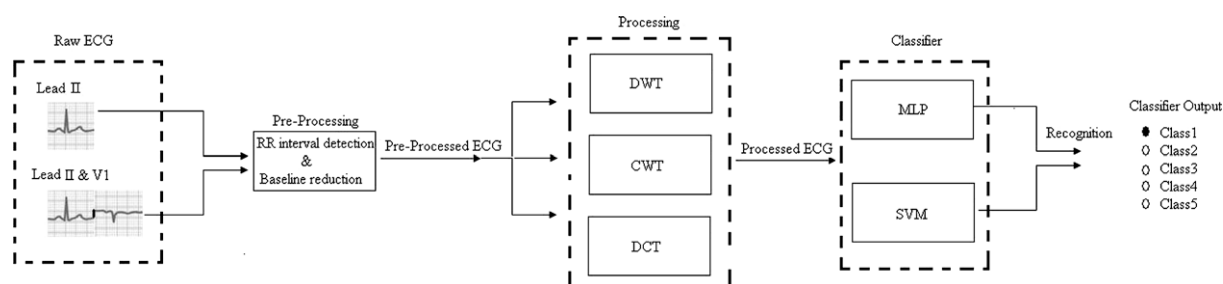 Raw ECG
Lead II
Lead II & V1
Pre-Processing
RR interval detection
&
Baseline reduction
Pre-Processed ECG
Processing
DWT
CWT
DCT
Processed ECG
Classifier
MLP
SVM
Recognition
Classifier Output
Class1
Class2
Class3
Class4
Class5